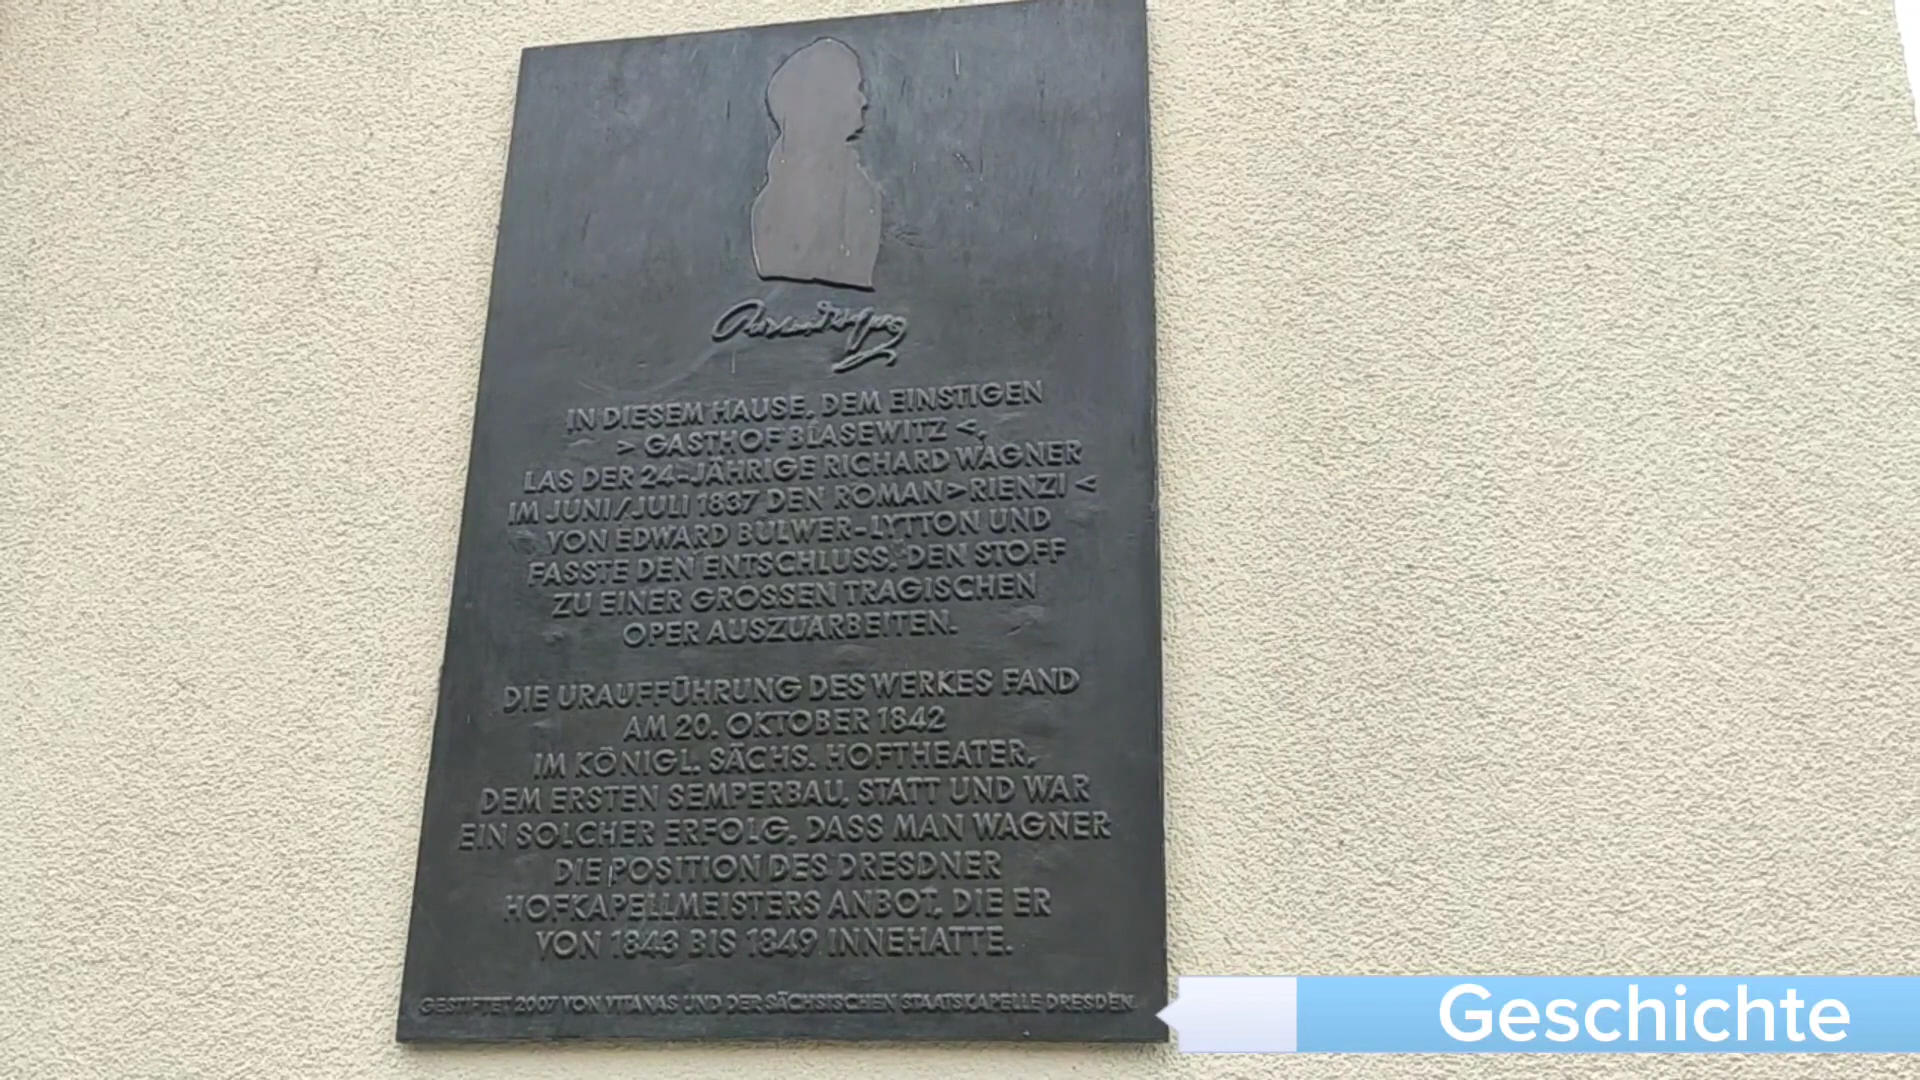 IN DIESEM HAUSE, DEM EINSTIGEN
> GASTHOF BLASEWITZ <,
LAS DER 24-JÄHRIGE RICHARD WAGNER
IM JUNI/JULI 1837 DEN ROMAN > RIENZI <
VON EDWARD BULWER-LYTTON UND
FASSTE DEN ENTSCHLUSS, DEN STOFF
ZU EINER GROSSEN TRAGISCHEN
OPER AUSZUARBEITEN.
DIE URAUFFÜHRUNG DES WERKES FAND
AM 20. OKTOBER 1842
IM KÖNIGL. SÄCHS. HOFTHEATER,
DEM ERSTEN SEMPERBAU, STATT UND WAR
EIN SOLCHER ERFOLG, DASS MAN WAGNER
DIE POSITION DES DRESDNER
HOFKAPELLMEISTERS ANBOT, DIE ER
VON 1843 BIS 1849 INNEHATTE.
GESTIFTET 2007 VON VITANAS UND DER SÄCHSISCHEN STAATSKAPELLE DRESDEN.
Geschichte